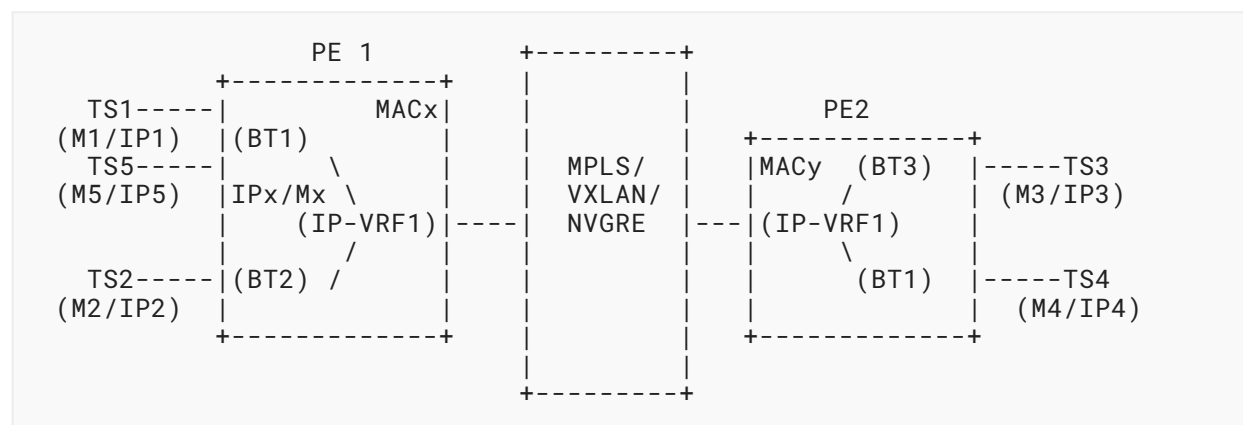 PE 1 +---------+
+-------------+ | |
TS1-----| MACx| | | PE2
(M1/IP1) |(BT1) | | | +-------------+
TS5-----| \ | | MPLS/ | |MACy (BT3) |-----TS3
(M5/IP5) |IPx/Mx \ | | VXLAN/ | | / | (M3/IP3)
| (IP-VRF1)|----| NVGRE |---|(IP-VRF1) |
| / | | | | \ |
TS2-----|(BT2) / | | | | (BT1) |-----TS4
(M2/IP2) | | | | | | (M4/IP4)
+-------------+ | | +-------------+
| |
+---------+